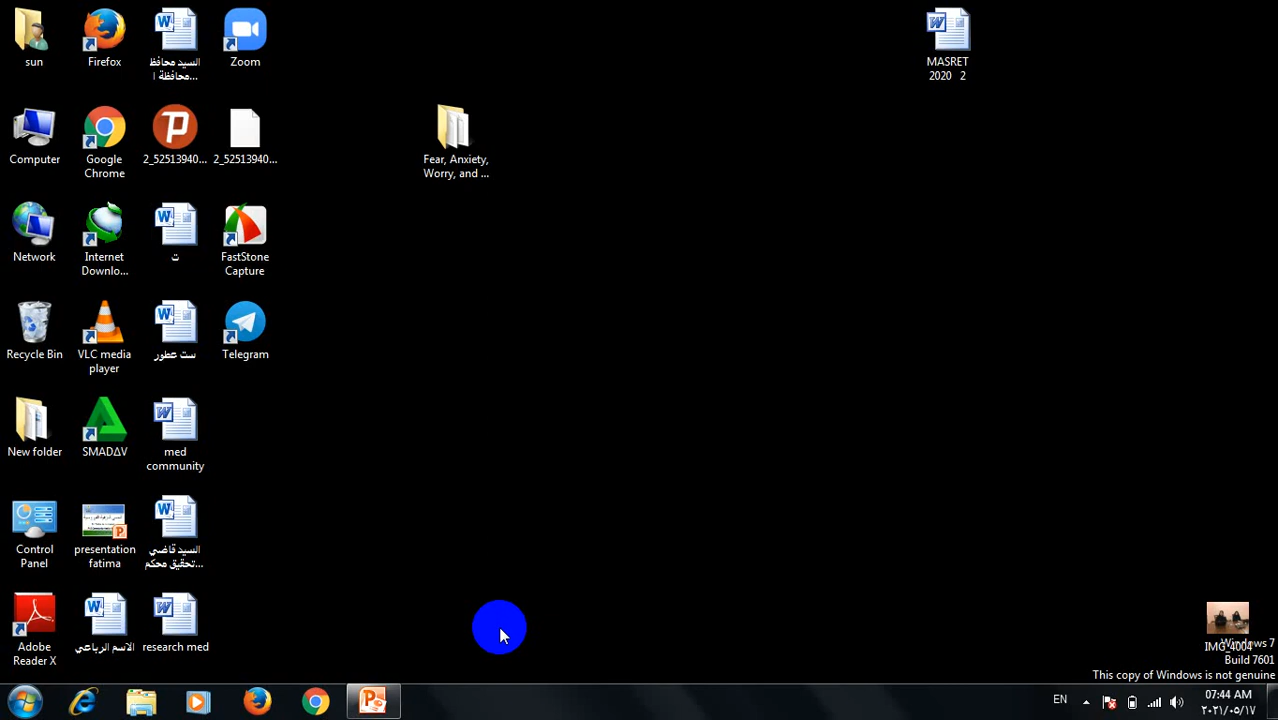 sun
Firefox
السيد محافظ
محافظة ا...
Zoom
MASRET
2020 2
Computer
Google
Chrome
2_52513940...
2_52513940...
Fear, Anxiety,
Worry, and ...
Network
Internet
Downlo...
ت
FastStone
Capture
Recycle Bin
VLC media
player
ست عطور
Telegram
New folder
SMADΔV
med
community
Control
Panel
presentation
fatima
السيد قاضي
تحقيق محكم...
Adobe
Reader X
الاسم الرباعي
research med
IMG_4004
Windows 7
Build 7601
This copy of Windows is not genuine
EN
07:44 AM
٢٠٢١/٠٥/١٧